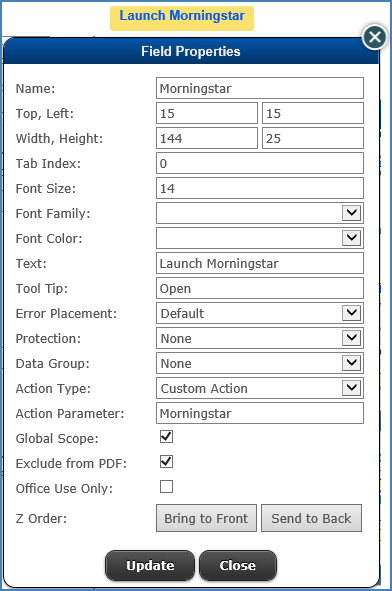 Launch Morningstar
Field Properties
Name: Morningstar
Top, Left: 15 15
Width, Height: 144 25
Tab Index: 0
Font Size: 14
Font Family:
Font Color:
Text: Launch Morningstar
Tool Tip: Open
Error Placement: Default
Protection: None
Data Group: None
Action Type: Custom Action
Action Parameter: Morningstar
Global Scope:
Exclude from PDF:
Office Use Only:
Z Order: Bring to Front Send to Back
Update Close